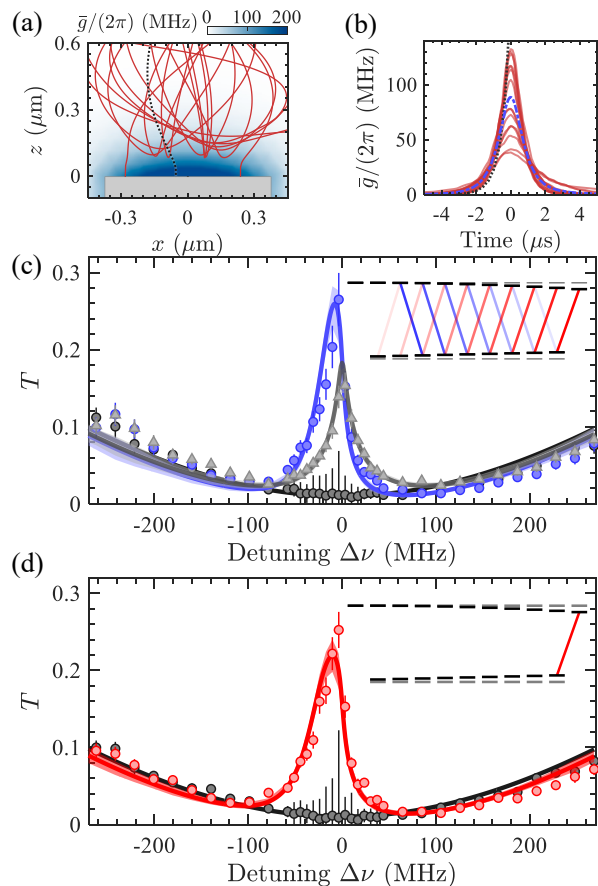 (a)
g̅/(2π) (MHz)
0 100 200
0.6
0.3
0
z (μm)
-0.3 0 0.3
x (μm)
(b)
100
50
0
g̅/(2π) (MHz)
-4 -2 0 2 4
Time (μs)
(c)
0.3
0.2
0.1
0
T
-200 -100 0 100 200
Detuning Δν (MHz)
(d)
0.3
0.2
0.1
0
T
-200 -100 0 100 200
Detuning Δν (MHz)